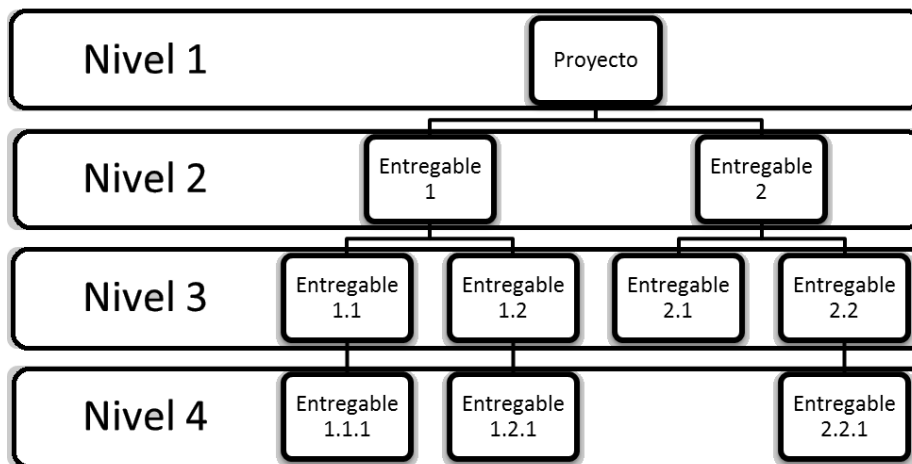 Nivel 1
Proyecto
Nivel 2
Entregable
1
Entregable
2
Nivel 3
Entregable
1.1
Entregable
1.2
Entregable
2.1
Entregable
2.2
Nivel 4
Entregable
1.1.1
Entregable
1.2.1
Entregable
2.2.1